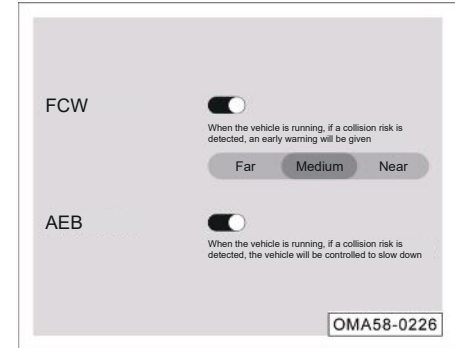 FCW
When the vehicle is running, if a collision risk is
detected, an early warning will be given
Far Medium Near
AEB
When the vehicle is running, if a collision risk is
detected, the vehicle will be controlled to slow down
OMA58-0226